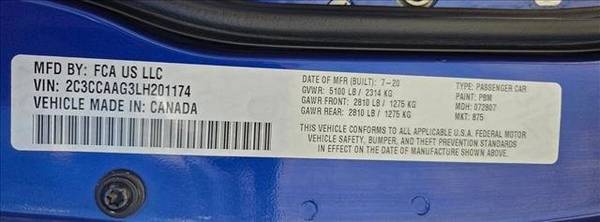 MFD BY: FCA US LLC
VIN: 2C3CCAAG3LH201174
VEHICLE MADE IN: CANADA
DATE OF MFR (BUILT): 7-20
GVWR: 5100 LB / 2314 KG
GAWR FRONT: 2810 LB / 1275 KG
GAWR REAR: 2810 LB / 1275 KG
TYPE: PASSENGER CAR
PAINT: PBM
MDH: 072807
MKT: 875
THIS VEHICLE CONFORMS TO ALL APPLICABLE U.S.A. FEDERAL MOTOR
VEHICLE SAFETY, BUMPER, AND THEFT PREVENTION STANDARDS
IN EFFECT ON THE DATE OF MANUFACTURE SHOWN ABOVE.